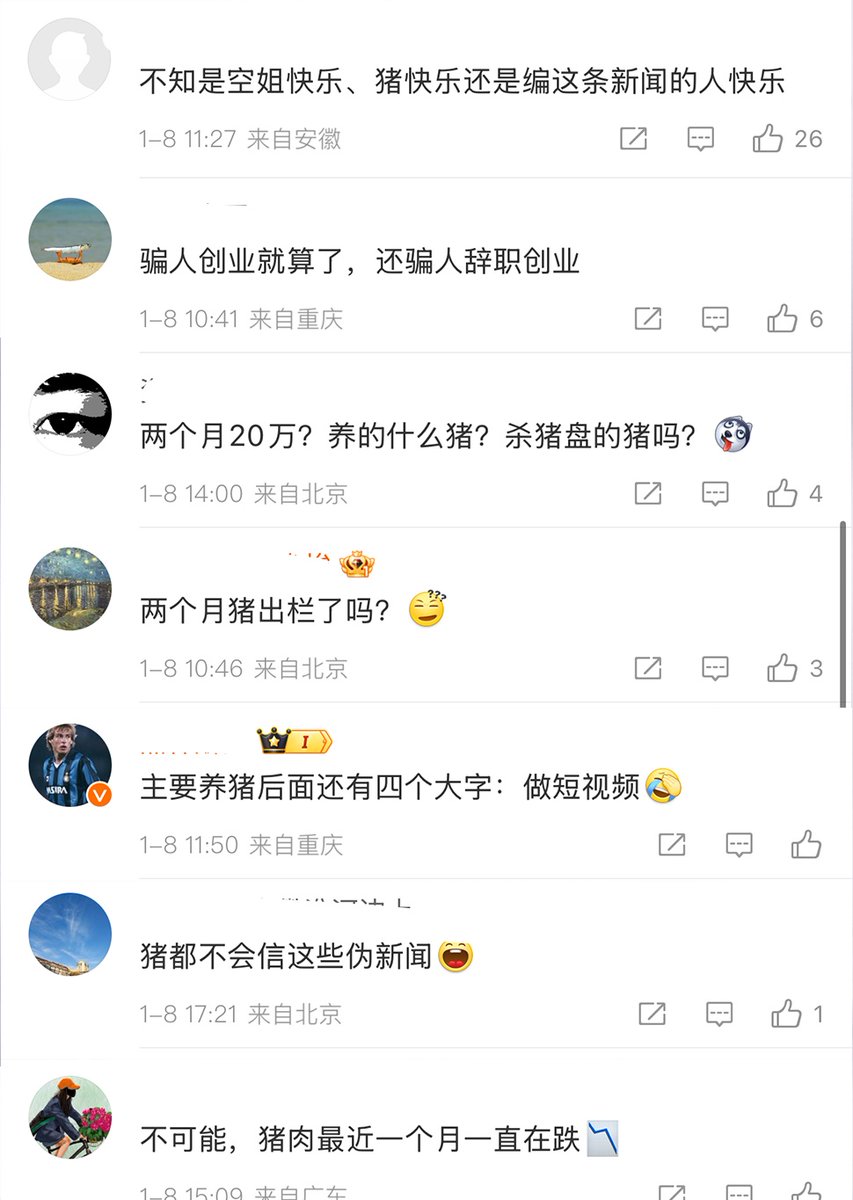 不知是空姐快乐、猪快乐还是编这条新闻的人快乐
1-8 11:27 来自安徽
26
骗人创业就算了，还骗人辞职创业
1-8 10:41 来自重庆
6
两个月20万？养的什么猪？杀猪盘的猪吗？
1-8 14:00 来自北京
4
两个月猪出栏了吗？
1-8 10:46 来自北京
3
I
主要养猪后面还有四个大字：做短视频
1-8 11:50 来自重庆
猪都不会信这些伪新闻
1-8 17:21 来自北京
1
不可能，猪肉最近一个月一直在跌
1-8 15:09 来自广东